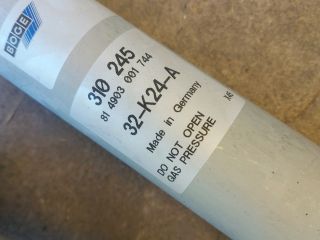 BOGE
310 245
81 4903 001 744
32-K24-A
Made in Germany
DO NOT OPEN
GAS PRESSURE